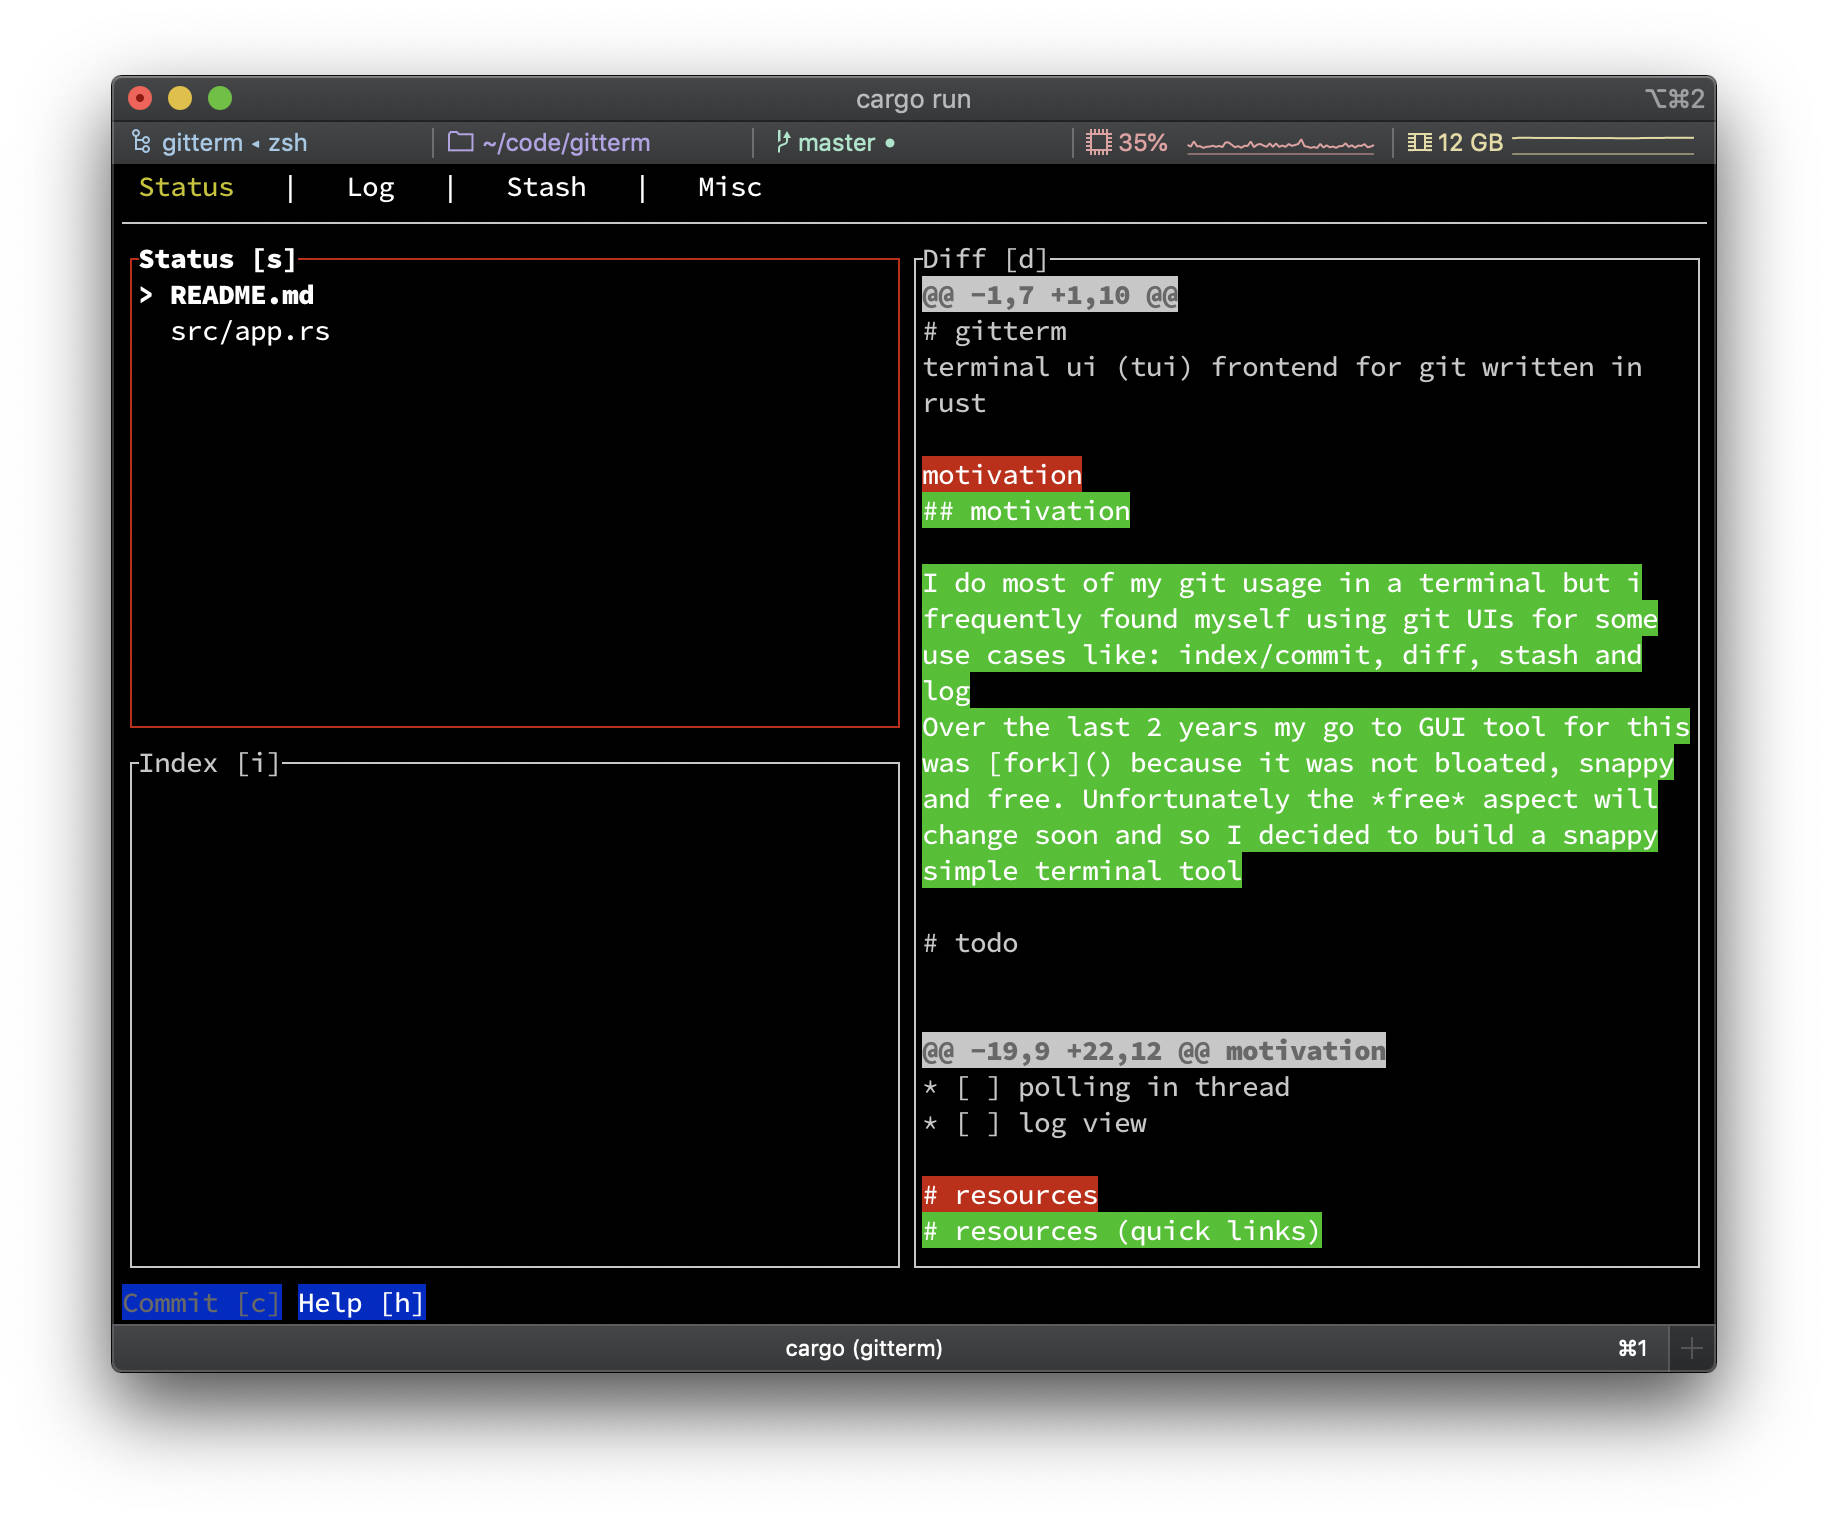 cargo run ⌥⌘2
gitterm ◂ zsh ~/code/gitterm master • 35% 12 GB
Status | Log | Stash | Misc
Status [s]
> README.md
src/app.rs
Index [i]
Diff [d]
@@ -1,7 +1,10 @@
# gitterm
terminal ui (tui) frontend for git written in
rust
motivation
## motivation
I do most of my git usage in a terminal but i
frequently found myself using git UIs for some
use cases like: index/commit, diff, stash and
log
Over the last 2 years my go to GUI tool for this
was [fork]() because it was not bloated, snappy
and free. Unfortunately the *free* aspect will
change soon and so I decided to build a snappy
simple terminal tool
# todo
@@ -19,9 +22,12 @@ motivation
* [ ] polling in thread
* [ ] log view
# resources
# resources (quick links)
Commit [c] Help [h]
cargo (gitterm) ⌘1 +